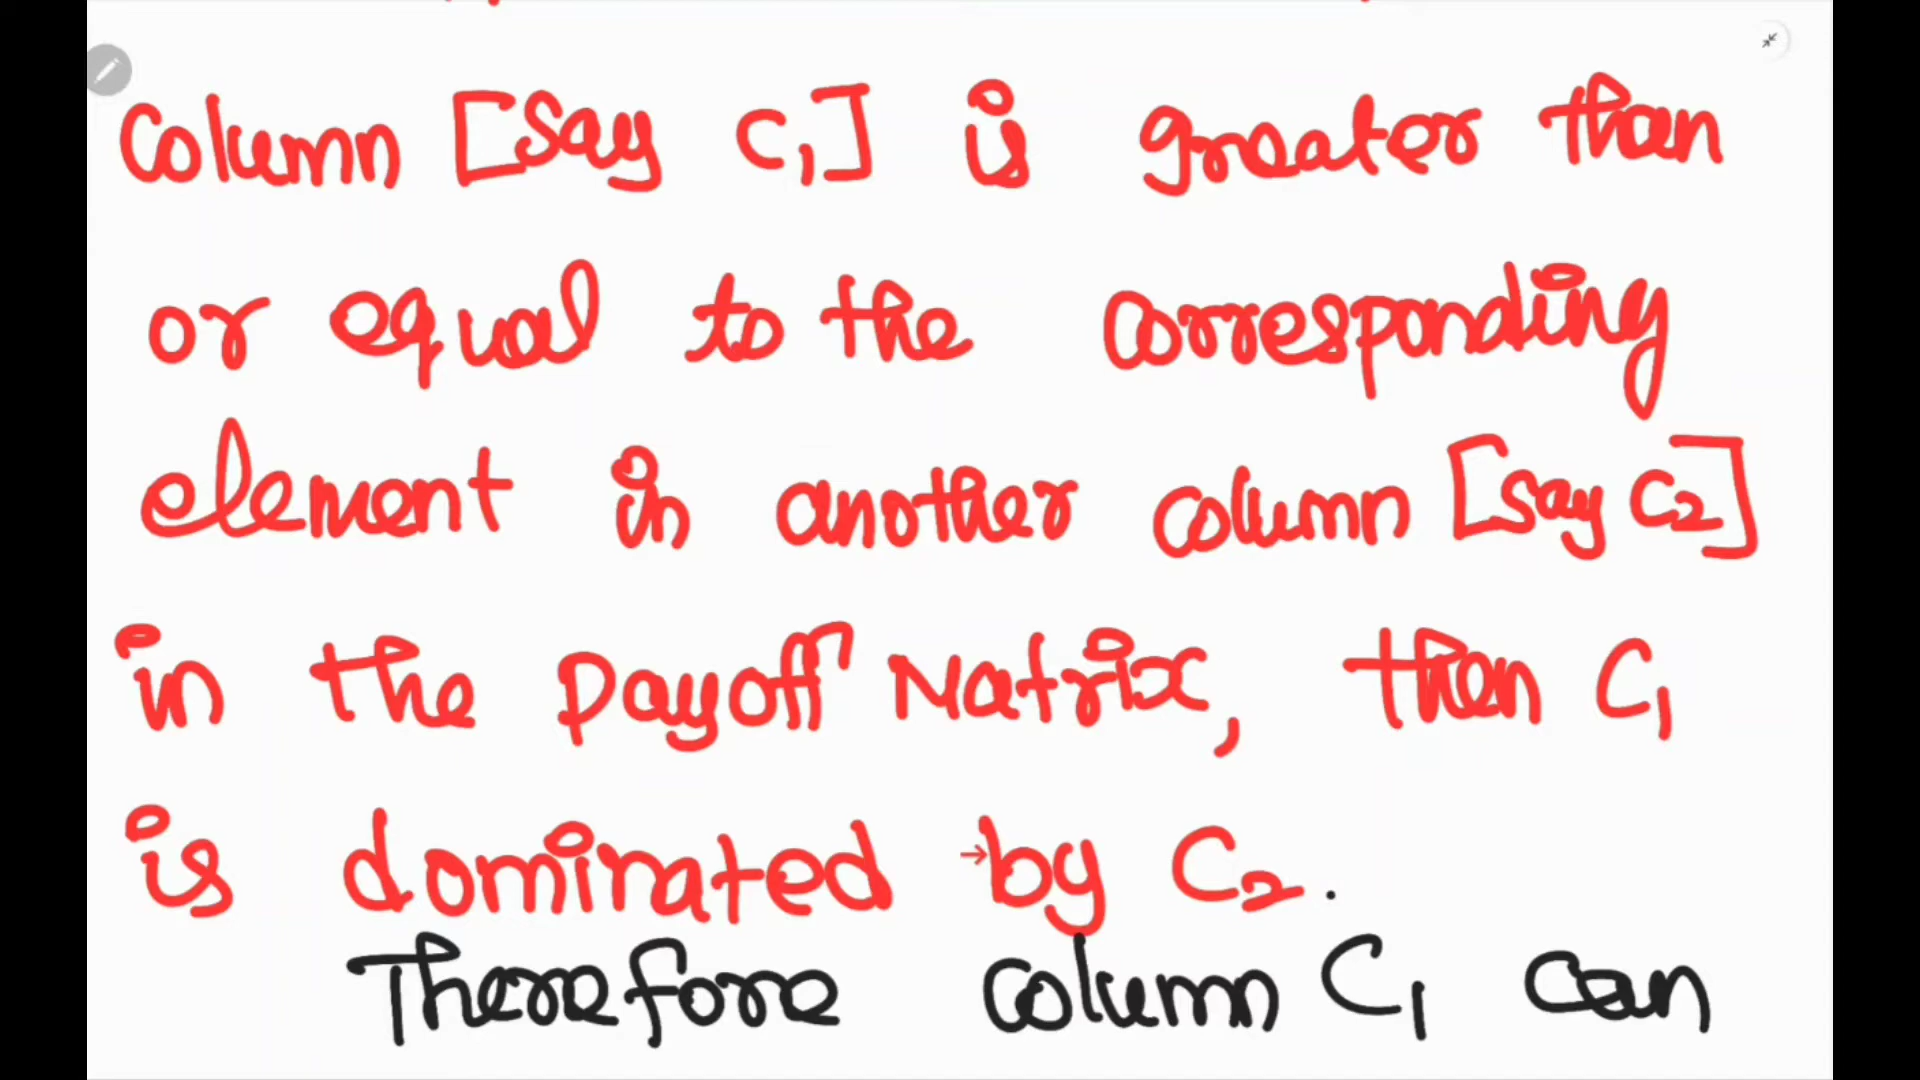 Column [Say C1] is greater than
or equal to the corresponding
element in another column [say C2]
in the payoff Matrix, then C1
is dominated by C2.
Therefore column C1 can